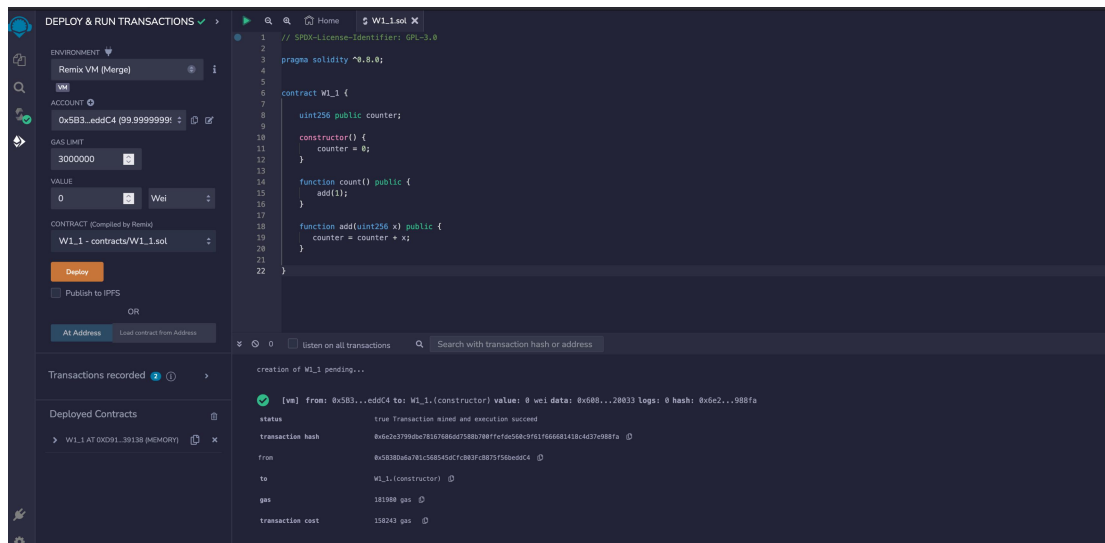 DEPLOY & RUN TRANSACTIONS
ENVIRONMENT
Remix VM (Merge)
VM
ACCOUNT
0x5B3...eddC4 (99.9999999
GAS LIMIT
3000000
VALUE
0
Wei
CONTRACT (Compiled by Remix)
W1_1 - contracts/W1_1.sol
Deploy
Publish to IPFS
OR
At Address
Load contract from Address
Transactions recorded 2
Deployed Contracts
W1_1 AT 0XD91...39138 (MEMORY)
Home
W1_1.sol
1 // SPDX-License-Identifier: GPL-3.0
2
3 pragma solidity ^0.8.0;
4
5
6 contract W1_1 {
7
8 uint256 public counter;
9
10 constructor() {
11 counter = 0;
12 }
13
14 function count() public {
15 add(1);
16 }
17
18 function add(uint256 x) public {
19 counter = counter + x;
20 }
21
22 }
0
listen on all transactions
Search with transaction hash or address
creation of W1_1 pending...
[vm] from: 0x5B3...eddC4 to: W1_1.(constructor) value: 0 wei data: 0x608...20033 logs: 0 hash: 0x6e2...988fa
status true Transaction mined and execution succeed
transaction hash
from 0x5B38Da6a701c568545dCfcB03FcB875f56beddC4
to W1_1.(constructor)
gas 181980 gas
transaction cost 158243 gas